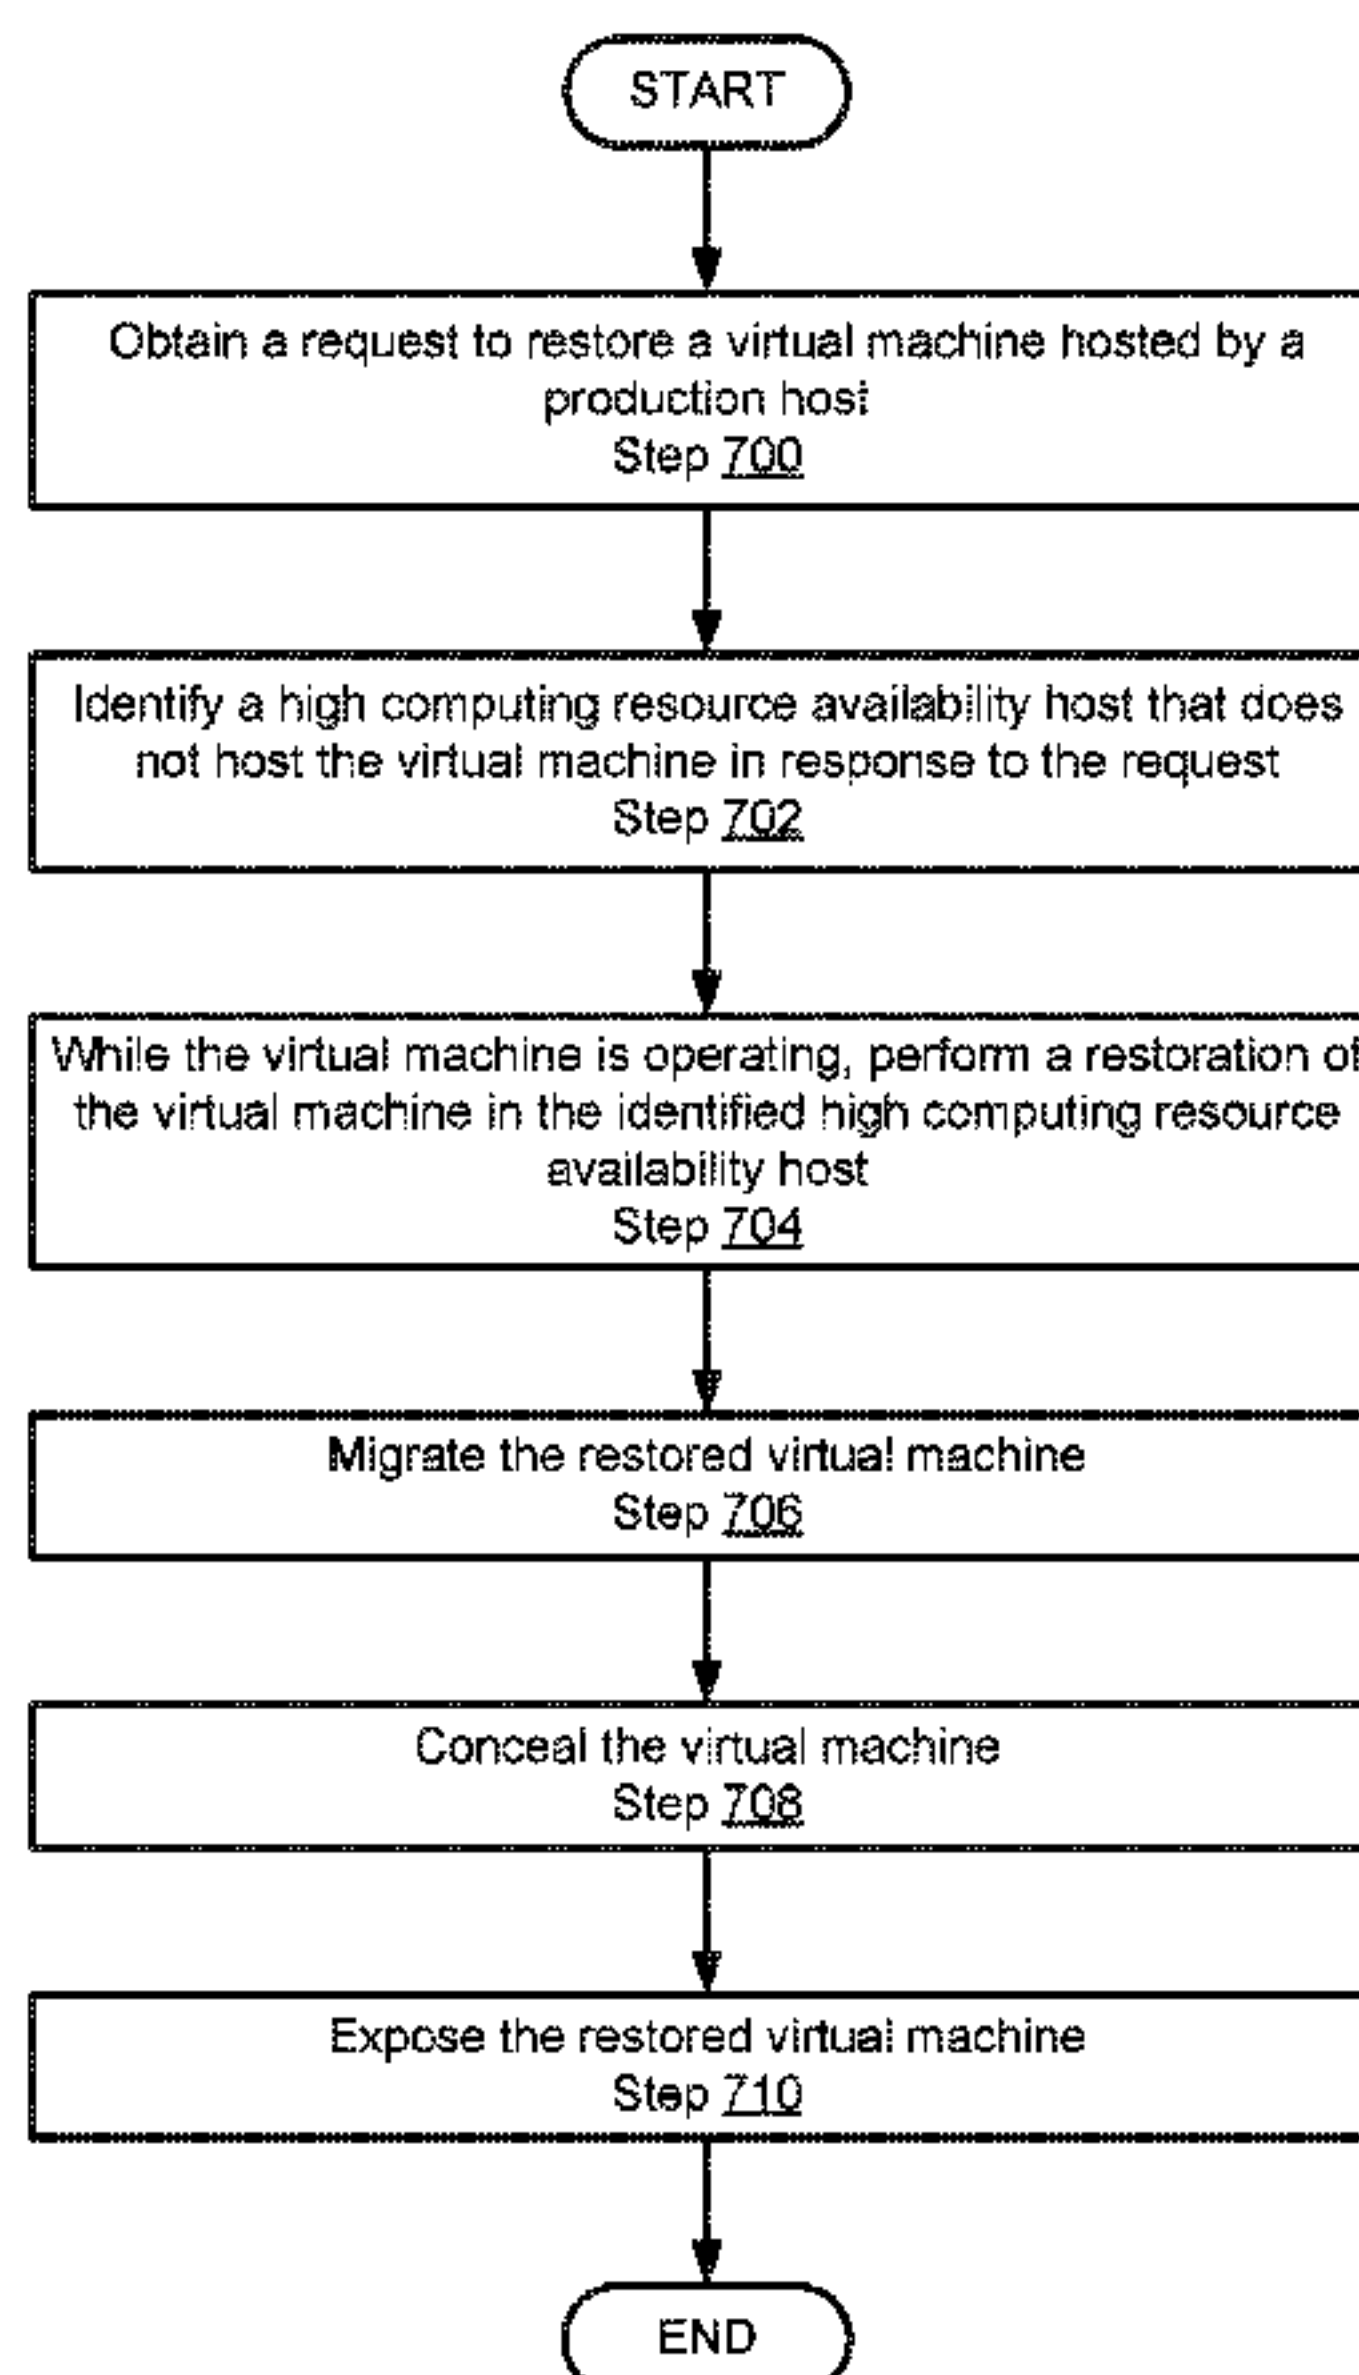 START
Obtain a request to restore a virtual machine hosted by a
production host
Step 700
Identify a high computing resource availability host that does
not host the virtual machine in response to the request
Step 702
While the virtual machine is operating, perform a restoration of
the virtual machine in the identified high computing resource
availability host
Step 704
Migrate the restored virtual machine
Step 706
Conceal the virtual machine
Step 708
Expose the restored virtual machine
Step 710
END